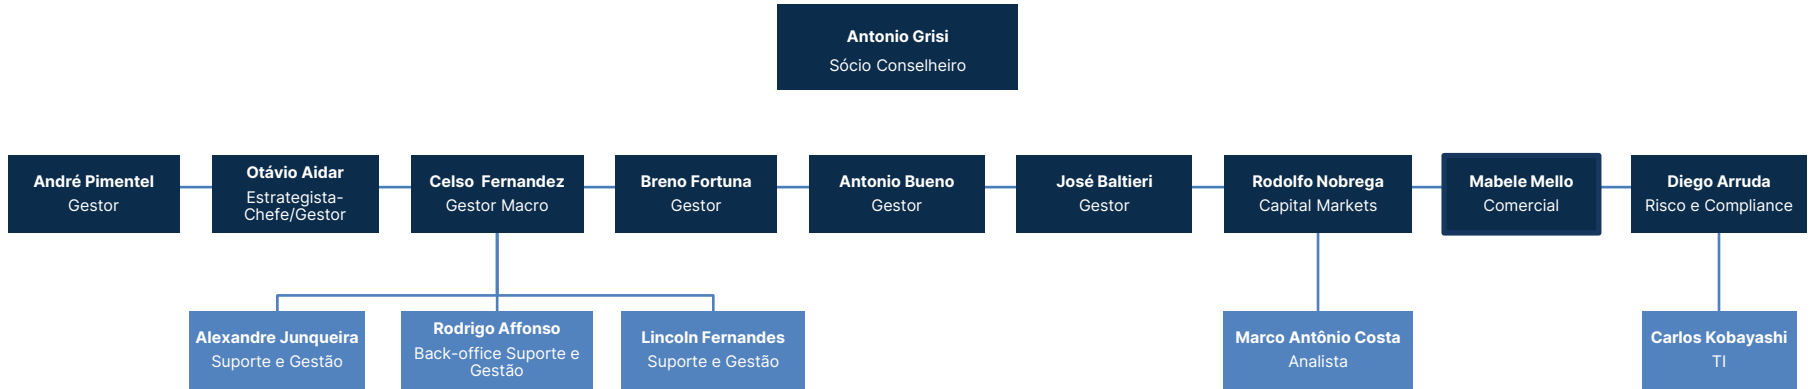 Antonio Grisi
Sócio Conselheiro
André Pimentel
Gestor
Otávio Aidar
Estrategista-
Chefe/Gestor
Celso Fernandez
Gestor Macro
Breno Fortuna
Gestor
Antonio Bueno
Gestor
José Baltieri
Gestor
Rodolfo Nobrega
Capital Markets
Mabele Mello
Comercial
Diego Arruda
Risco e Compliance
Alexandre Junqueira
Suporte e Gestão
Rodrigo Affonso
Back-office Suporte e
Gestão
Lincoln Fernandes
Suporte e Gestão
Marco Antônio Costa
Analista
Carlos Kobayashi
TI